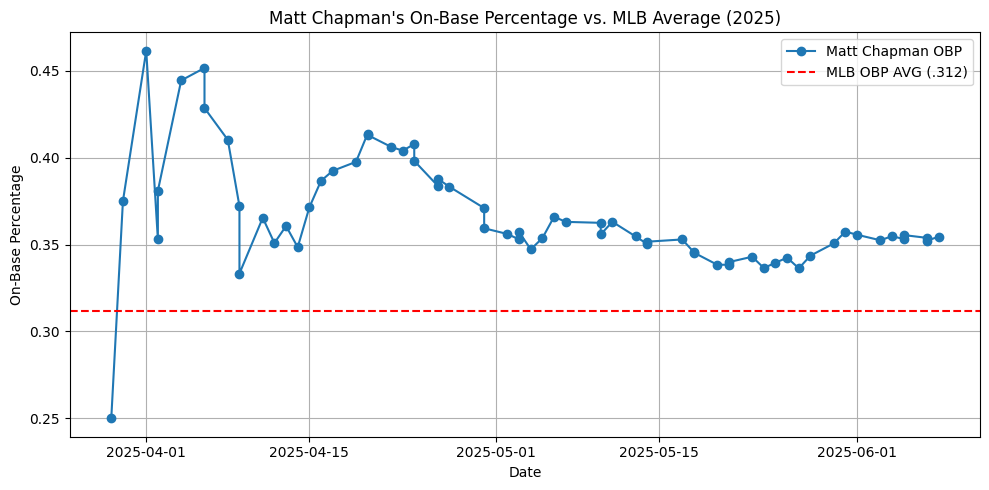 Matt Chapman's On-Base Percentage vs. MLB Average (2025)
Matt Chapman OBP
MLB OBP AVG (.312)
On-Base Percentage
0.45
0.40
0.35
0.30
0.25
2025-04-01
2025-04-15
2025-05-01
2025-05-15
2025-06-01
Date